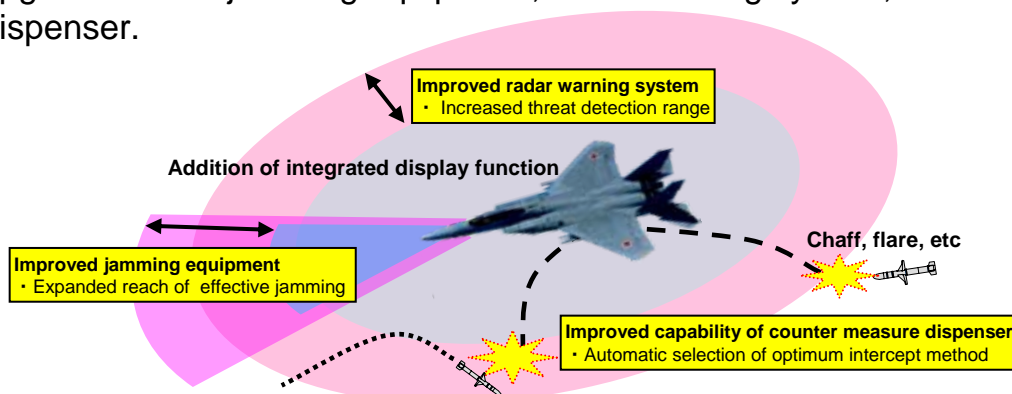 ispenser.
Improved radar warning system
・ Increased threat detection range
Addition of integrated display function
Chaff, flare, etc
Improved jamming equipment
・Expanded reach of effective jamming
Improved capability of counter measure dispenser
・Automatic selection of optimum intercept method